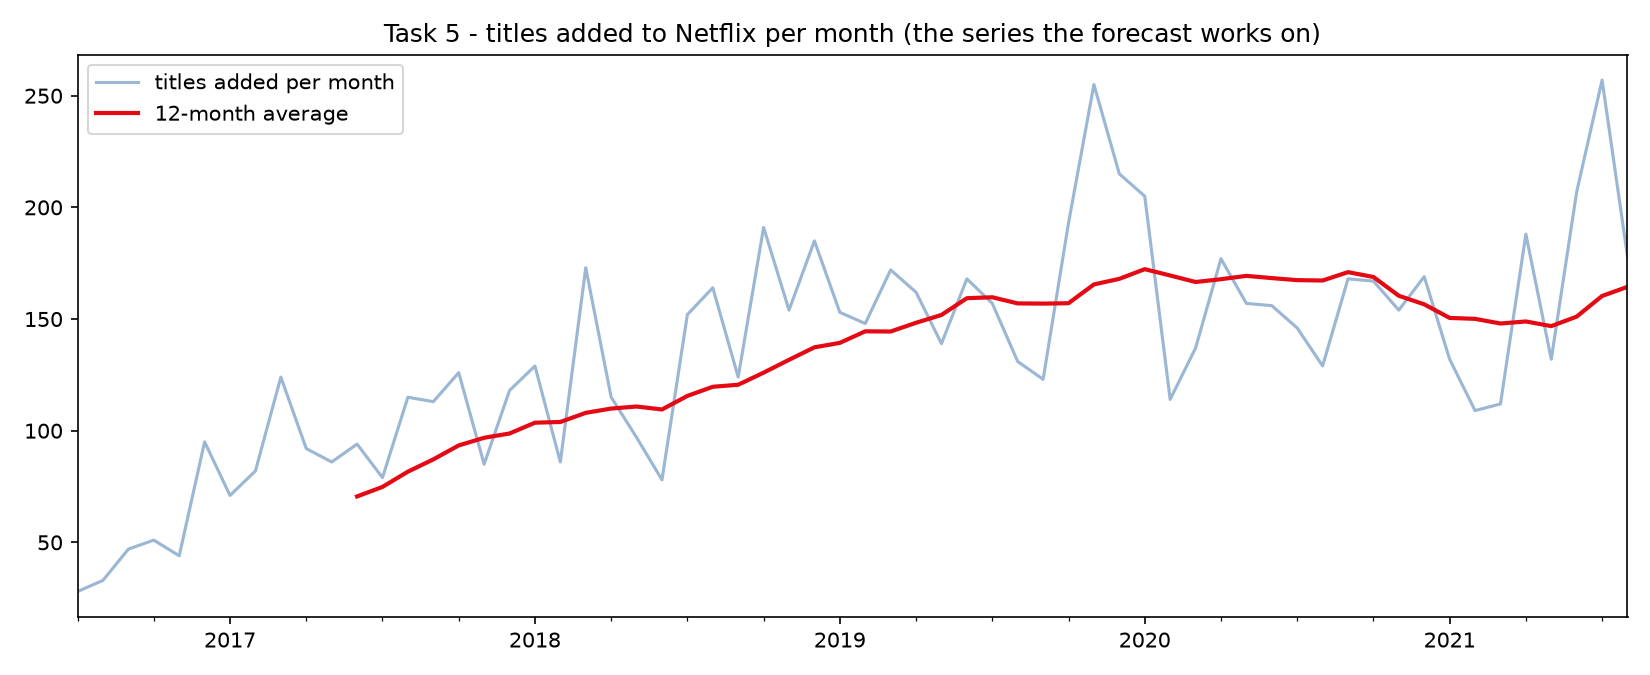 Task 5 - titles added to Netflix per month (the series the forecast works on)
titles added per month
12-month average
250
200
150
100
50
2017 2018 2019 2020 2021